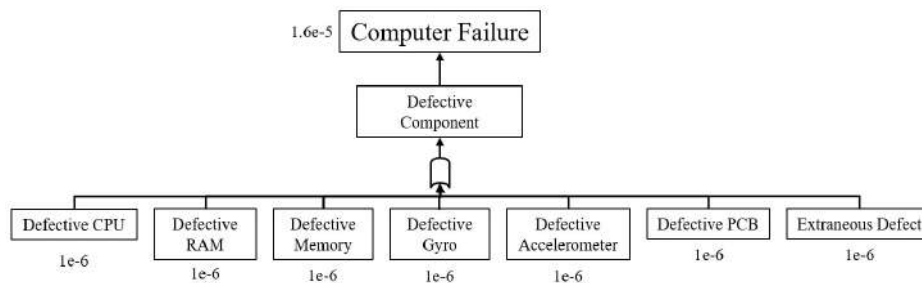 1.6e-5
Computer Failure
Defective
Component
Defective CPU
Defective
RAM
Defective
Memory
Defective
Gyro
Defective
Accelerometer
Defective PCB
Extraneous Defect
1e-6
1e-6
1e-6
1e-6
1e-6
1e-6
1e-6